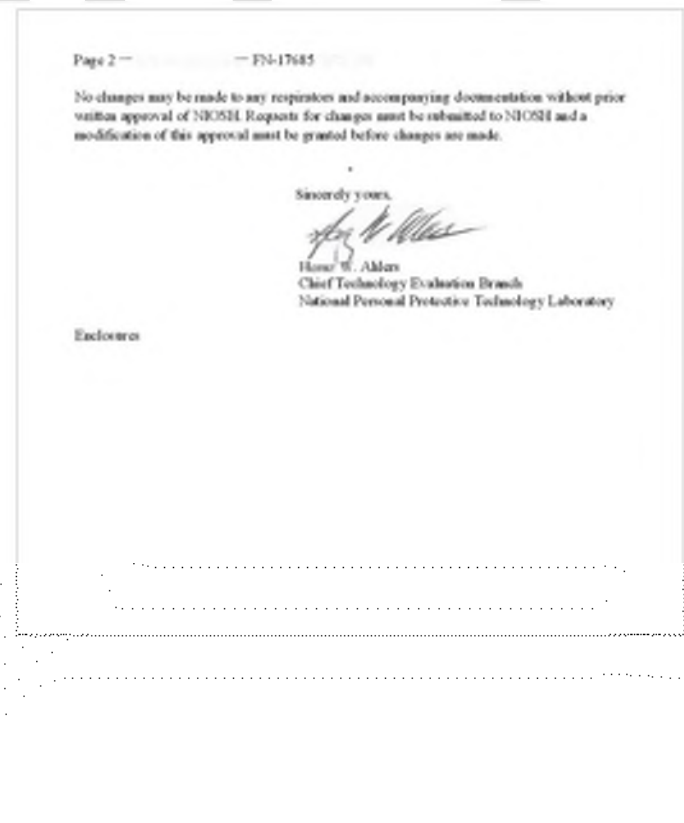 Page 2 — — FN-17685
No changes may be made to any respirators and accompanying documentation without prior
written approval of NIOSH. Requests for changes must be submitted to NIOSH and a
modification of this approval must be granted before changes are made.
Sincerely yours,
W. Ahlers
Chief Technology Evaluation Branch
National Personal Protective Technology Laboratory
Enclosures